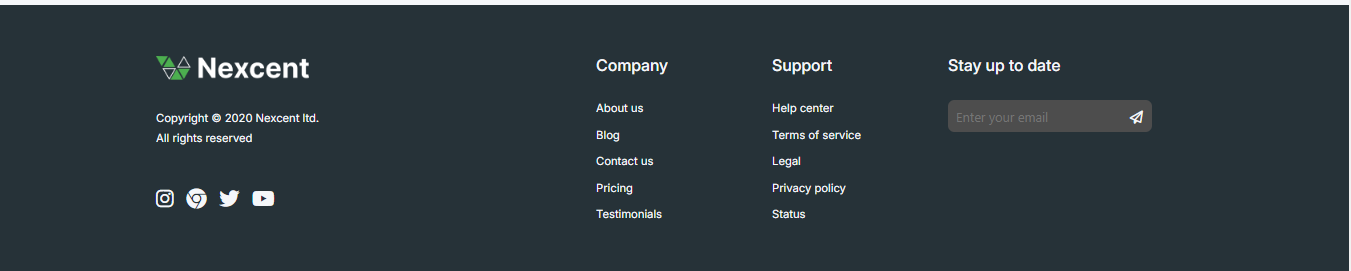 Nexcent
Copyright © 2020 Nexcent ltd.
All rights reserved
Company
About us
Blog
Contact us
Pricing
Testimonials
Support
Help center
Terms of service
Legal
Privacy policy
Status
Stay up to date
Enter your email